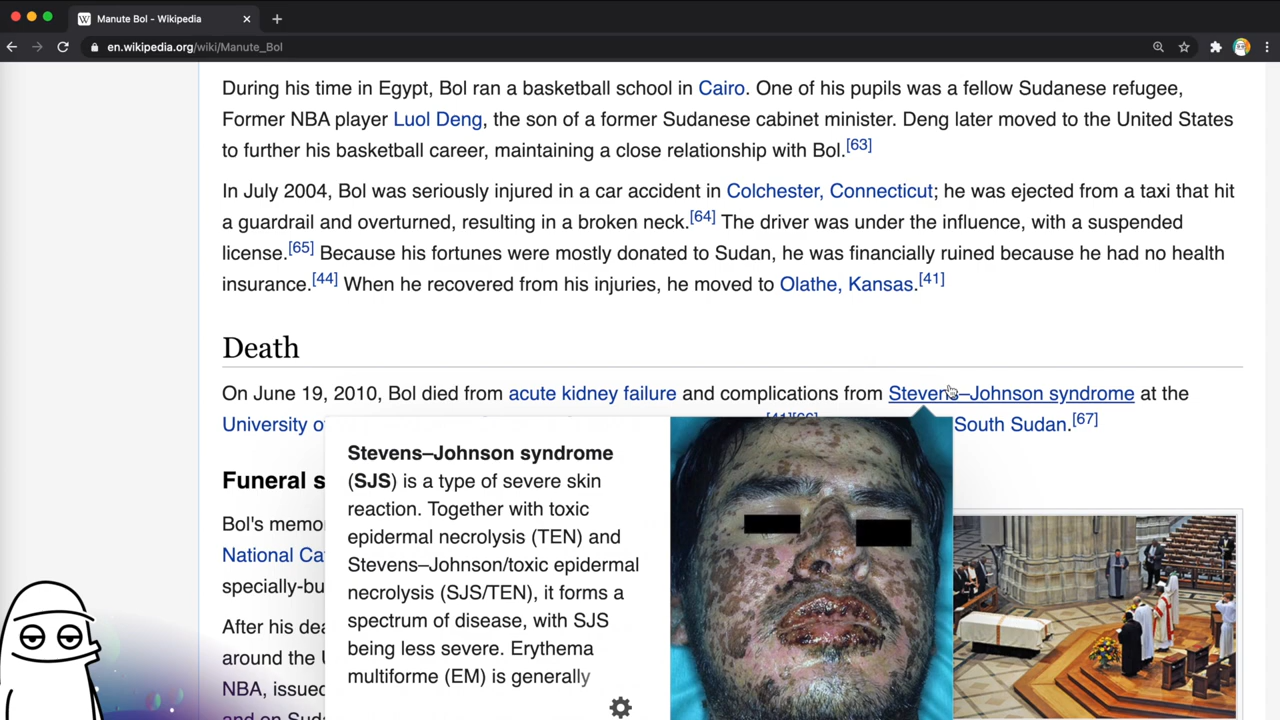 Manute Bol - Wikipedia
en.wikipedia.org/wiki/Manute_Bol
During his time in Egypt, Bol ran a basketball school in Cairo. One of his pupils was a fellow Sudanese refugee,
Former NBA player Luol Deng, the son of a former Sudanese cabinet minister. Deng later moved to the United States
to further his basketball career, maintaining a close relationship with Bol.[63]
In July 2004, Bol was seriously injured in a car accident in Colchester, Connecticut; he was ejected from a taxi that hit
a guardrail and overturned, resulting in a broken neck.[64] The driver was under the influence, with a suspended
license.[65] Because his fortunes were mostly donated to Sudan, he was financially ruined because he had no health
insurance.[44] When he recovered from his injuries, he moved to Olathe, Kansas.[41]
Death
On June 19, 2010, Bol died from acute kidney failure and complications from Stevens–Johnson syndrome at the
University o
South Sudan.[67]
Stevens–Johnson syndrome
(SJS) is a type of severe skin
reaction. Together with toxic
epidermal necrolysis (TEN) and
Stevens–Johnson/toxic epidermal
necrolysis (SJS/TEN), it forms a
spectrum of disease, with SJS
being less severe. Erythema
multiforme (EM) is generally
Funeral s
Bol's memo
National Ca
specially-bu
After his dea
around the U
NBA, issued
and on Suda